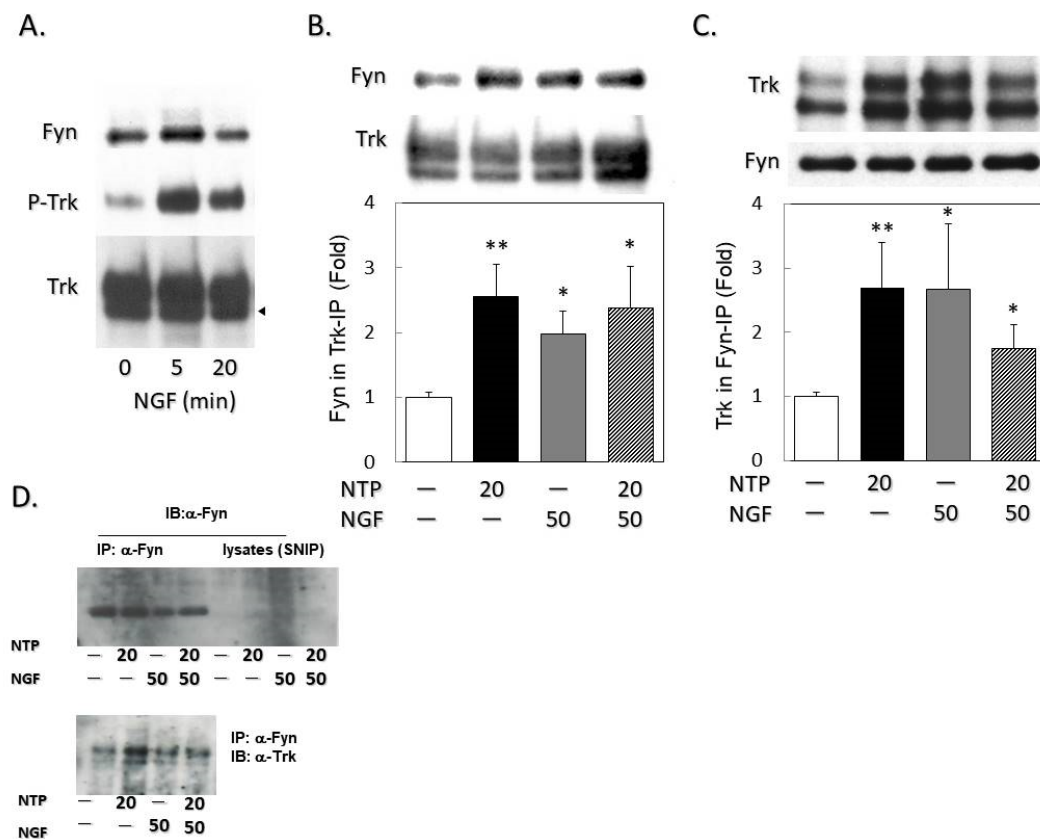 A.
Fyn
P-Trk
Trk
0 5 20
NGF (min)
B.
Fyn
Trk
Fyn in Trk-IP (Fold)
4
3
2
1
0
**
*
*
NTP — 20 — 20
NGF — — 50 50
C.
Trk
Fyn
Trk in Fyn-IP (Fold)
4
3
2
1
0
**
*
*
NTP — 20 — 20
NGF — — 50 50
D.
IB:α-Fyn
IP: α-Fyn lysates (SNIP)
NTP — 20 — 20 — 20 — 20
NGF — — 50 50 — — 50 50
IP: α-Fyn
IB: α-Trk
NTP — 20 — 20
NGF — — 50 50